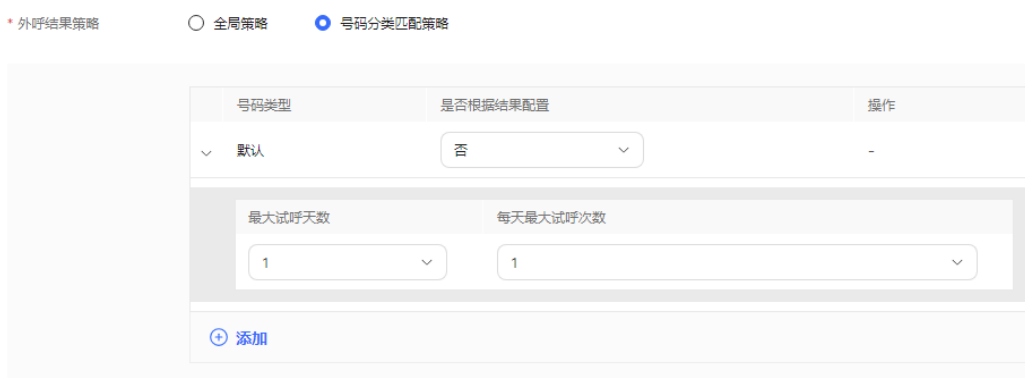 * 外呼结果策略 全局策略 号码分类匹配策略
号码类型 是否根据结果配置 操作
默认 否 -
最大试呼天数 每天最大试呼次数
1 1
添加